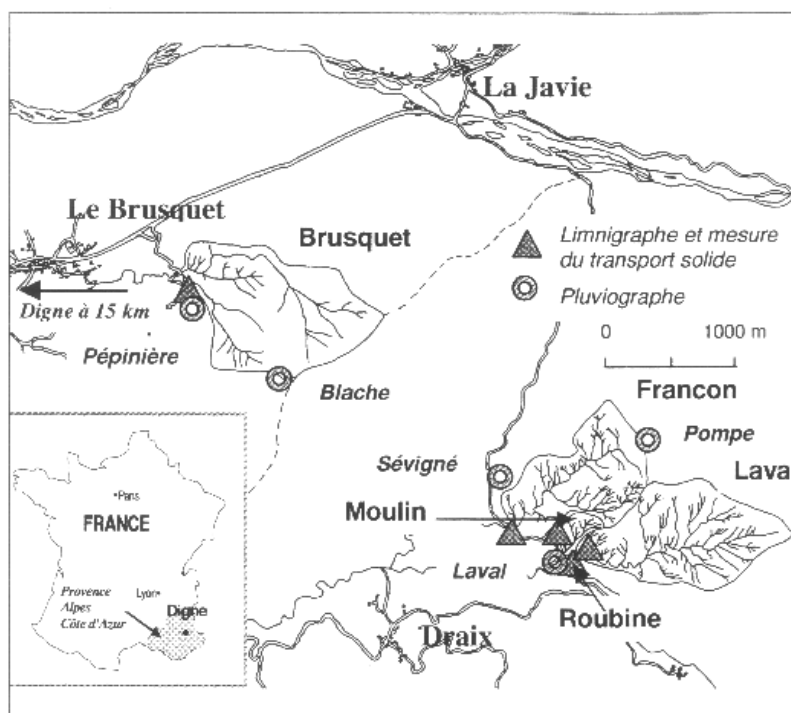 La Javie
Le Brusquet
Brusquet
Limnigraphe et mesure
du transport solide
Pluviographe
Digne à 15 km
0 1000 m
Pépinière
Blache
Francon
Pompe
Sévigné
Lava
Moulin
Laval
Roubine
Draix
Paris
FRANCE
Lyon
Provence
Alpes
Côte d'Azur
Digne